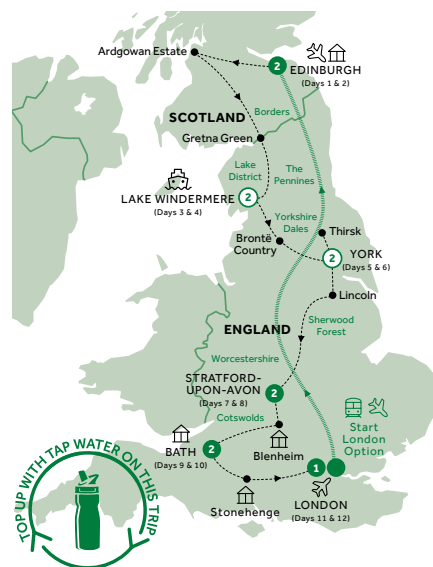 Ardgowan Estate
2
EDINBURGH
(Days 1 & 2)
SCOTLAND
Borders
Gretna Green
Lake
District
The
Pennines
LAKE WINDERMERE
(Days 3 & 4)
2
Yorkshire
Dales
Thirsk
Brontë
Country
2
YORK
(Days 5 & 6)
Lincoln
ENGLAND
Sherwood
Forest
Worcestershire
STRATFORD-
UPON-AVON
(Days 7 & 8)
2
Cotswolds
Start
London
Option
BATH
(Days 9 & 10)
2
Blenheim
Stonehenge
1
LONDON
(Days 11 & 12)
TOP UP WITH TAP WATER ON THIS TRIP